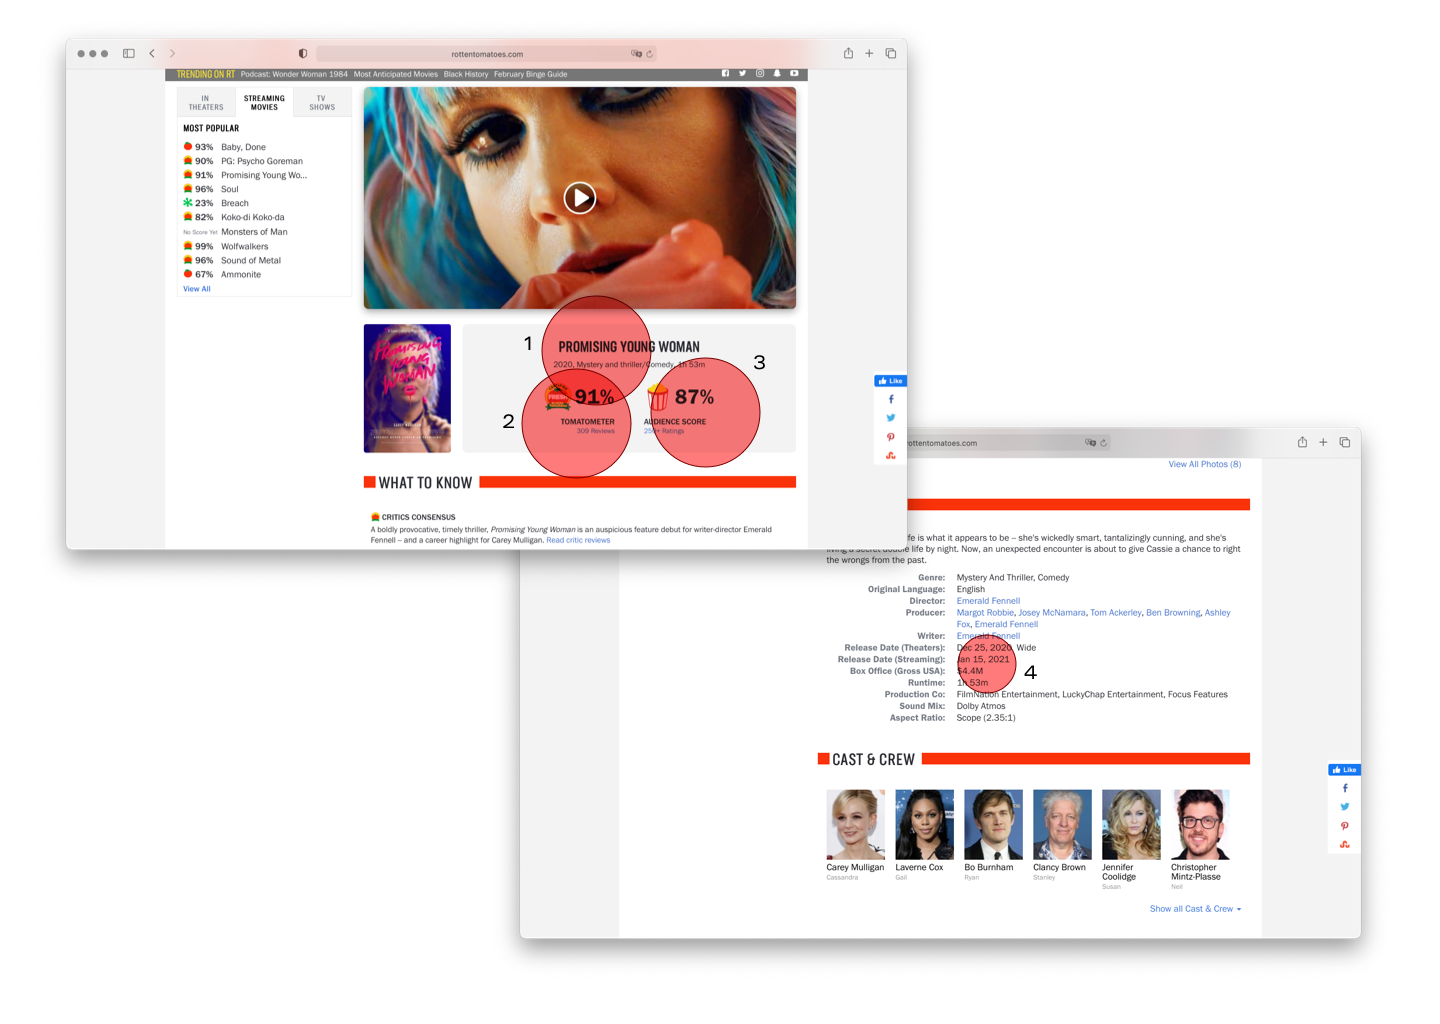 rottentomatoes.com
TRENDING ON RT Podcast: Wonder Woman 1984 Most Anticipated Movies Black History February Binge Guide
IN THEATERS
STREAMING MOVIES
TV SHOWS
MOST POPULAR
93% Baby, Done
90% PG: Psycho Goreman
91% Promising Young Wo...
96% Soul
23% Breach
82% Koko-di Koko-da
No Score Yet Monsters of Man
99% Wolfwalkers
96% Sound of Metal
67% Ammonite
View All
PROMISING
YOUNG
WOMAN
1
PROMISING YOUNG WOMAN
2020, Mystery and thriller/Comedy, 1h 53m
3
FRESH
91%
87%
2
TOMATOMETER
AUDIENCE SCORE
309 Reviews
250+ Ratings
Like
WHAT TO KNOW
CRITICS CONSENSUS
A boldly provocative, timely thriller, Promising Young Woman is an auspicious feature debut for writer-director Emerald
Fennell -- and a career highlight for Carey Mulligan. Read critic reviews
ottentomatoes.com
View All Photos (8)
fe is what it appears to be -- she's wickedly smart, tantalizingly cunning, and she's
living a secret double life by night. Now, an unexpected encounter is about to give Cassie a chance to right
the wrongs from the past.
Genre: Mystery And Thriller, Comedy
Original Language: English
Director: Emerald Fennell
Producer: Margot Robbie, Josey McNamara, Tom Ackerley, Ben Browning, Ashley
Fox, Emerald Fennell
Writer: Emerald Fennell
Release Date (Theaters): Dec 25, 2020 Wide
Release Date (Streaming): Jan 15, 2021
Box Office (Gross USA): $4.4M
4
Runtime: 1h 53m
Production Co: FilmNation Entertainment, LuckyChap Entertainment, Focus Features
Sound Mix: Dolby Atmos
Aspect Ratio: Scope (2.35:1)
CAST & CREW
Like
Carey Mulligan
Cassandra
Laverne Cox
Gail
Bo Burnham
Ryan
Clancy Brown
Stanley
Jennifer Coolidge
Susan
Christopher Mintz-Plasse
Neil
Show all Cast & Crew